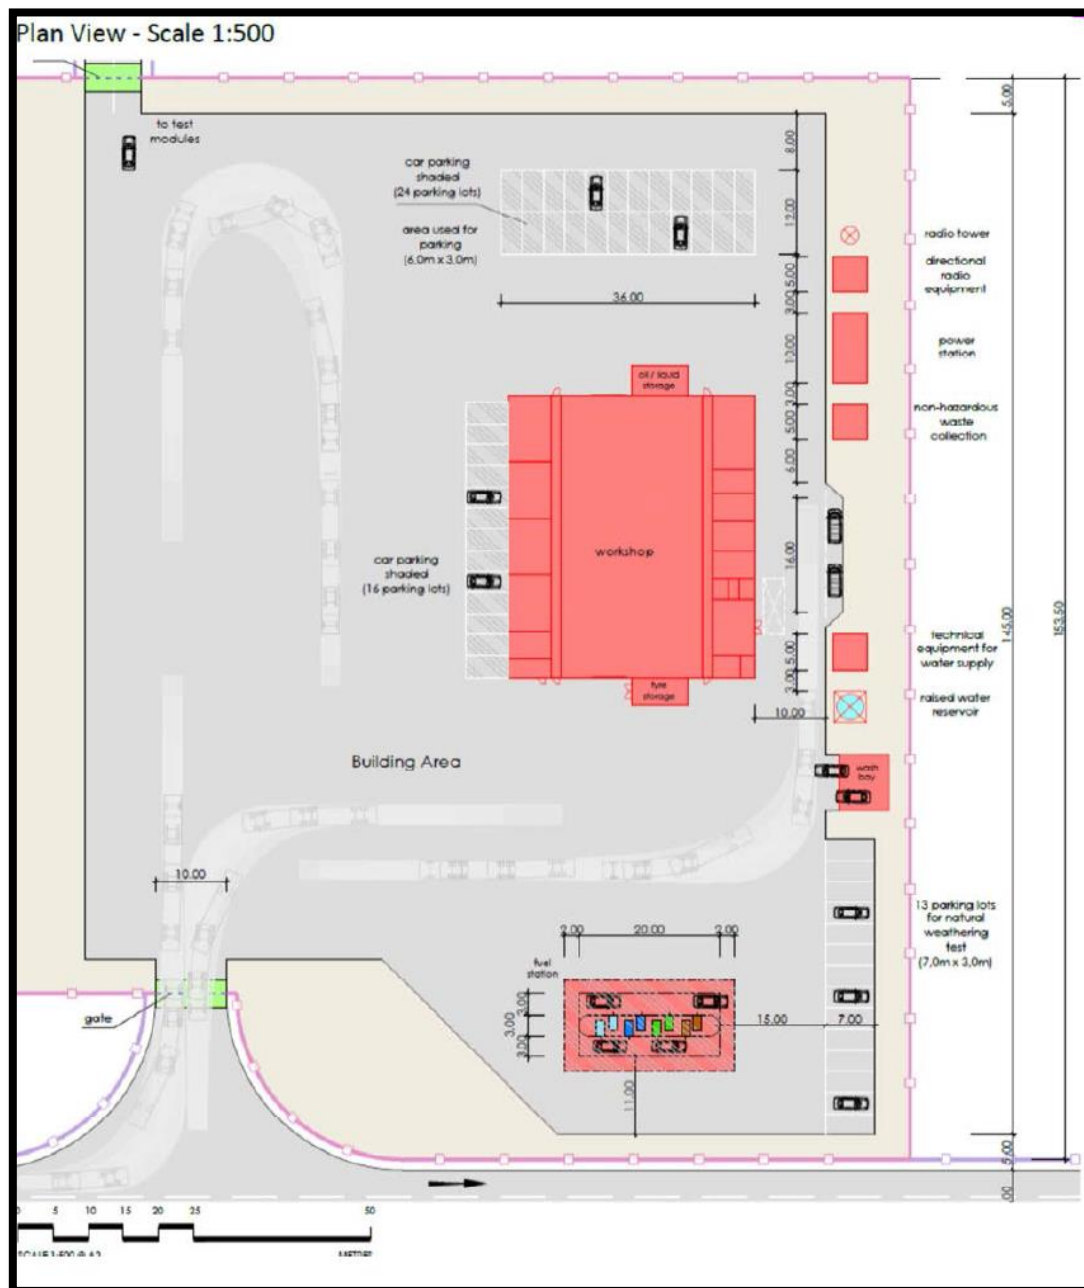 Plan View - Scale 1:500
5.00
to test
modules
8.00
car parking
shaded
(24 parking lots)
12.00
area used for
parking
(6.0m x 3.0m)
radio tower
directional
radio
equipment
5.00
3.00
36.00
power
station
10.00
oil / liquid
storage
3.00
non-hazardous
waste
collection
5.00
6.00
workshop
car parking
shaded
(16 parking lots)
16.00
145.00
153.50
technical
equipment for
water supply
5.00
3.00
tyre
storage
raised water
reservoir
10.00
Building Area
wash
bay
10.00
13 parking lots
for natural
weathering
test
(7,0m x 3,0m)
2.00
20.00
2.00
fuel
station
gate
3.00
3.00
3.00
15.00
7.00
11.00
5.00
.00
0 5 10 15 20 25 50